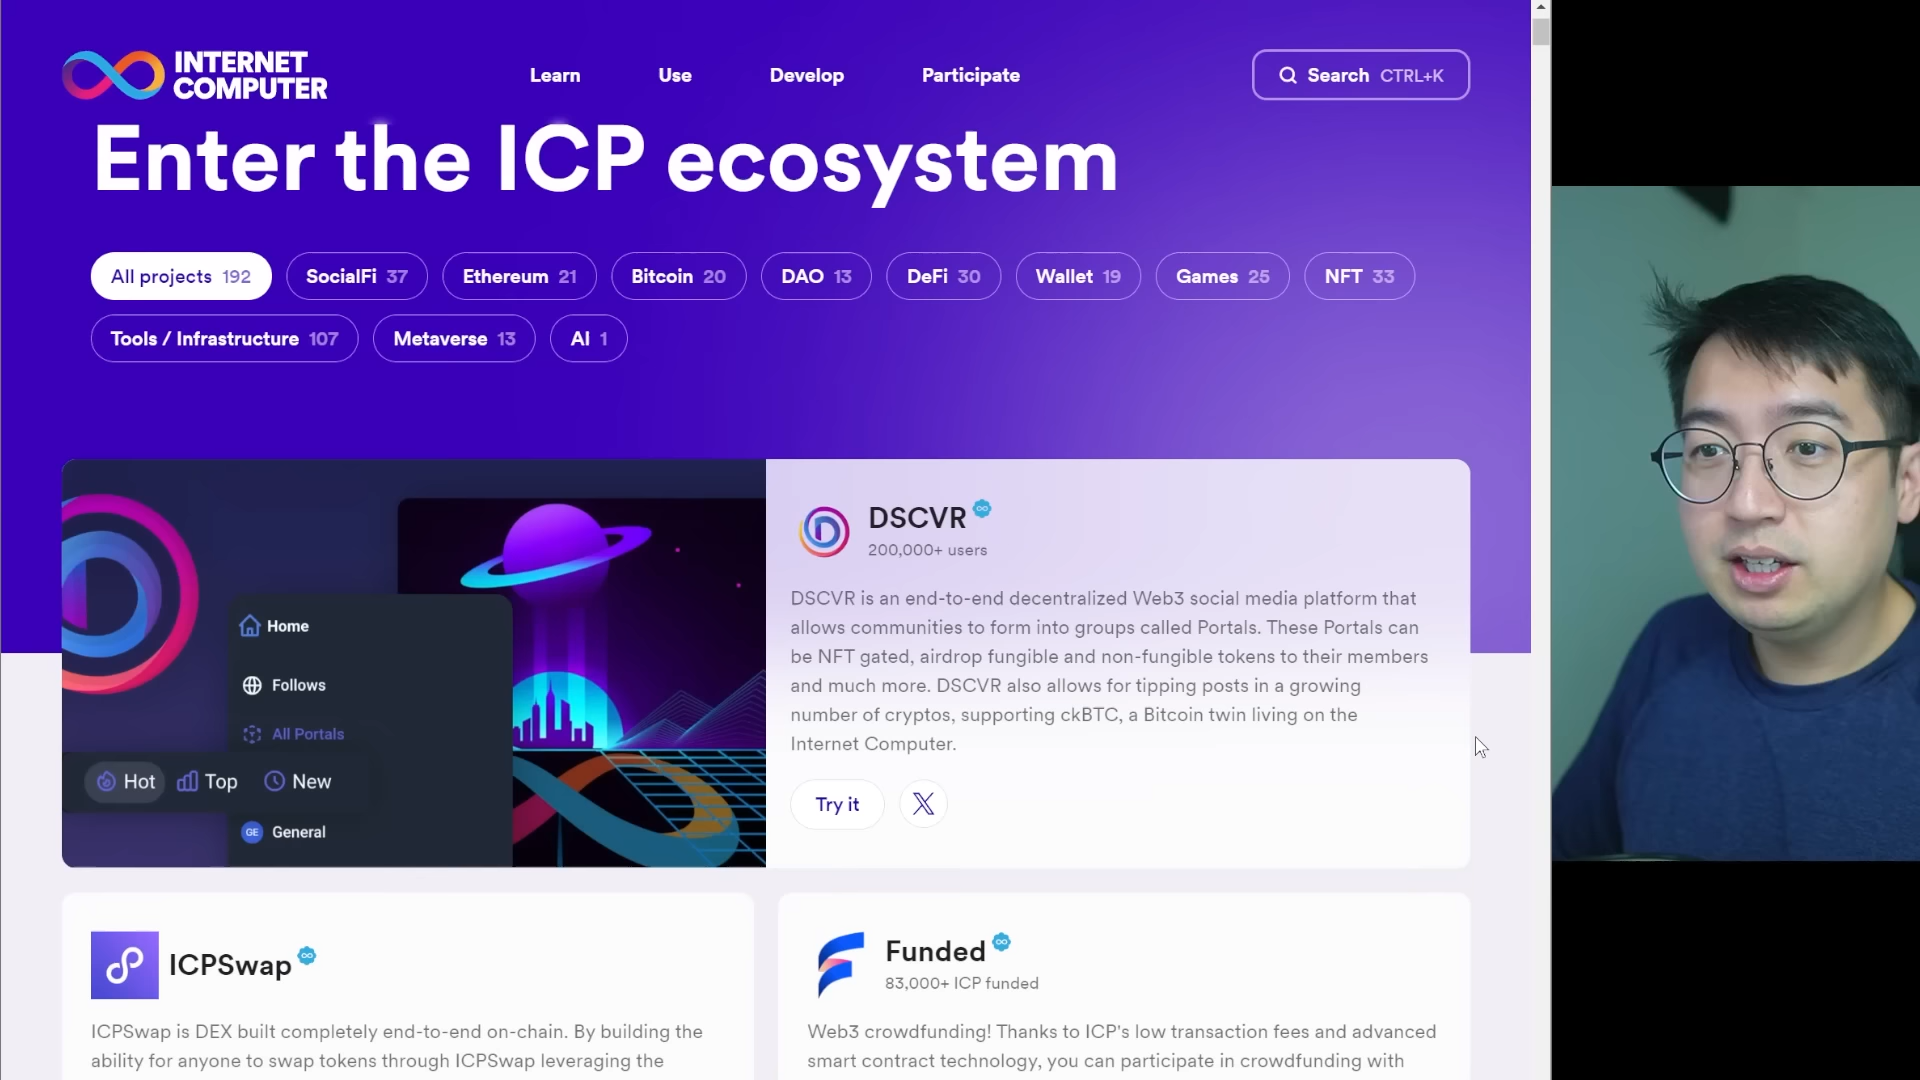 INTERNET
COMPUTER
Learn
Use
Develop
Participate
Search CTRL+K
Enter the ICP ecosystem
All projects 192
SocialFi 37
Ethereum 21
Bitcoin 20
DAO 13
DeFi 30
Wallet 19
Games 25
NFT 33
Tools / Infrastructure 107
Metaverse 13
AI 1
Home
Follows
All Portals
Hot
Top
New
GE General
DSCVR
200,000+ users
DSCVR is an end-to-end decentralized Web3 social media platform that
allows communities to form into groups called Portals. These Portals can
be NFT gated, airdrop fungible and non-fungible tokens to their members
and much more. DSCVR also allows for tipping posts in a growing
number of cryptos, supporting ckBTC, a Bitcoin twin living on the
Internet Computer.
Try it
ICPSwap
ICPSwap is DEX built completely end-to-end on-chain. By building the
ability for anyone to swap tokens through ICPSwap leveraging the
Funded
83,000+ ICP funded
Web3 crowdfunding! Thanks to ICP's low transaction fees and advanced
smart contract technology, you can participate in crowdfunding with